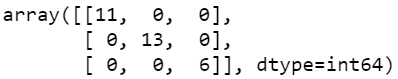 array([[11,  0,  0],
       [ 0, 13,  0],
       [ 0,  0,  6]], dtype=int64)